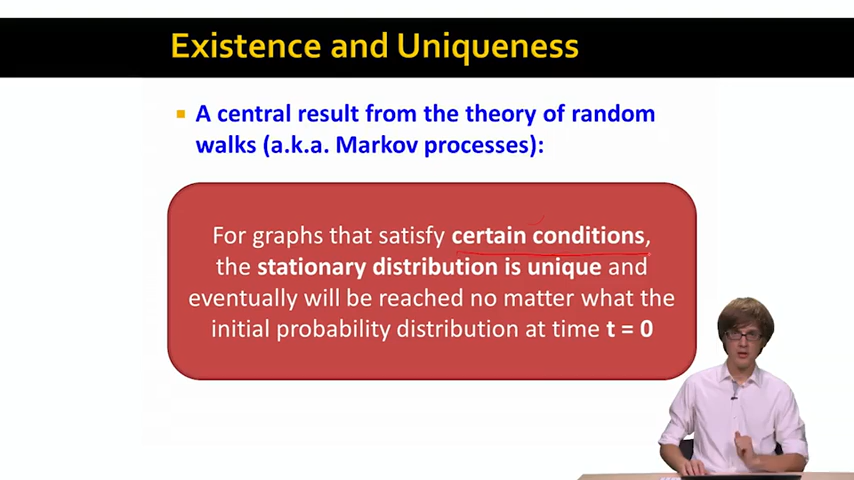 Existence and Uniqueness
A central result from the theory of random
walks (a.k.a. Markov processes):
For graphs that satisfy certain conditions,
the stationary distribution is unique and
eventually will be reached no matter what the
initial probability distribution at time t = 0